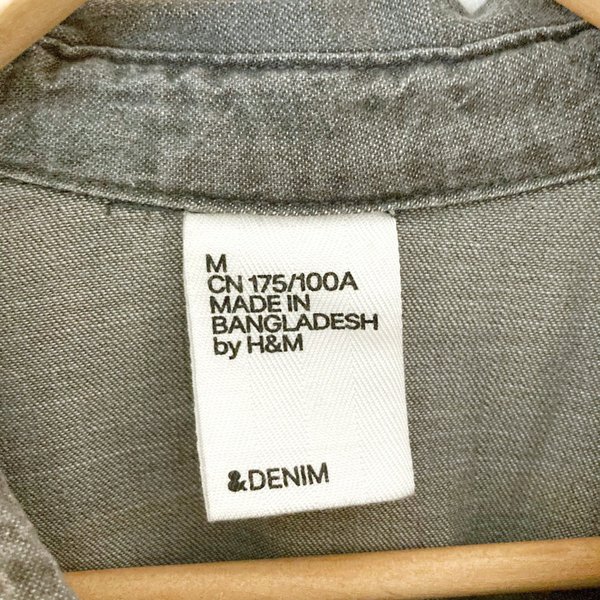 M
CN 175/100A
MADE IN
BANGLADESH
by H&M
&DENIM